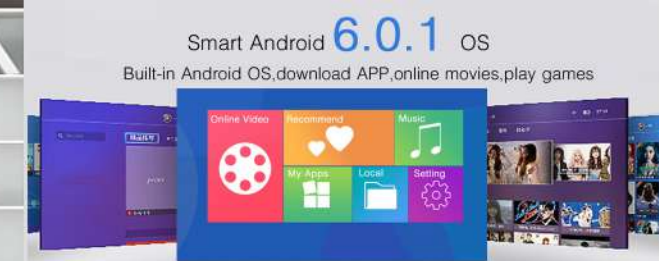 Smart Android 6.0.1 OS
Built-in Android OS,download APP,online movies,play games
Online Video
Recommend
Music
My Apps
Local
Setting